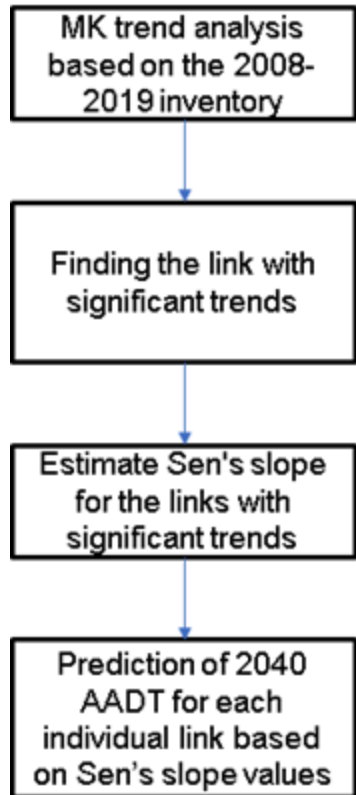 MK trend analysis
based on the 2008-
2019 inventory
Finding the link with
significant trends
Estimate Sen's slope
for the links with
significant trends
Prediction of 2040
AADT for each
individual link based
on Sen’s slope values